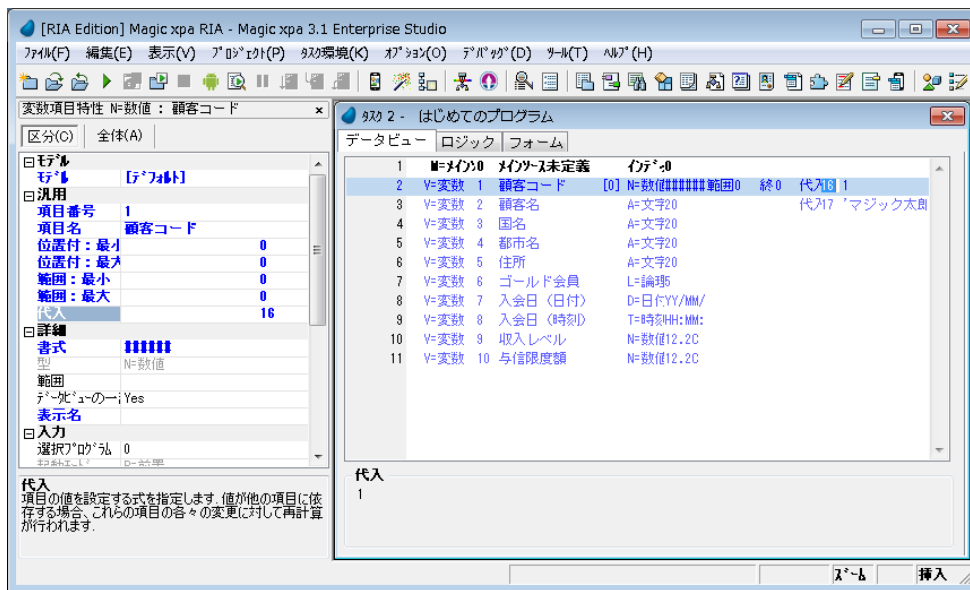 [RIA Edition] Magic xpa RIA - Magic xpa 3.1 Enterprise Studio
ﾌｧｲﾙ(F) 編集(E) 表示(V) ﾌﾟﾛｼﾞｪｸﾄ(P) ﾀｽｸ環境(K) ｵﾌﾟｼｮﾝ(O) ﾃﾞﾊﾞｯｸﾞ(D) ﾂｰﾙ(T) ﾍﾙﾌﾟ(H)
変数項目特性 N=数値 : 顧客コード x
区分(C) 全体(A)
ﾓﾃﾞﾙ
ﾓﾃﾞﾙ [ﾃﾞﾌｫﾙﾄ]
汎用
項目番号 1
項目名 顧客コード
位置付：最小 0
位置付：最大 0
範囲：最小 0
範囲：最大 0
代入 16
詳細
書式 ######
型 N=数値
範囲
ﾃﾞｰﾀﾋﾞｭｰの一 Yes
表示名
入力
選択ﾌﾟﾛｸﾞﾗﾑ 0
代入
項目の値を設定する式を指定します. 値が他の項目に依
存する場合、これらの項目の各々の変更に対して再計算
が行われます.
ﾀｽｸ 2 - はじめてのプログラム
データビュー ロジック フォーム
1 M=ﾒｲﾝｿ0 ﾒｲﾝｿｰｽ未定義 ｲﾝﾃﾞｯ0
2 V=変数 1 顧客コード [0] N=数値######範囲0 終0 代入16 1
3 V=変数 2 顧客名 A=文字20 代入17 'マジック太郎
4 V=変数 3 国名 A=文字20
5 V=変数 4 都市名 A=文字20
6 V=変数 5 住所 A=文字20
7 V=変数 6 ゴールド会員 L=論理5
8 V=変数 7 入会日（日付） D=日付YY/MM/
9 V=変数 8 入会日（時刻） T=時刻HH:MM:
10 V=変数 9 収入レベル N=数値12.2C
11 V=変数 10 与信限度額 N=数値12.2C
代入
1
ｽﾞｰﾑ 挿入